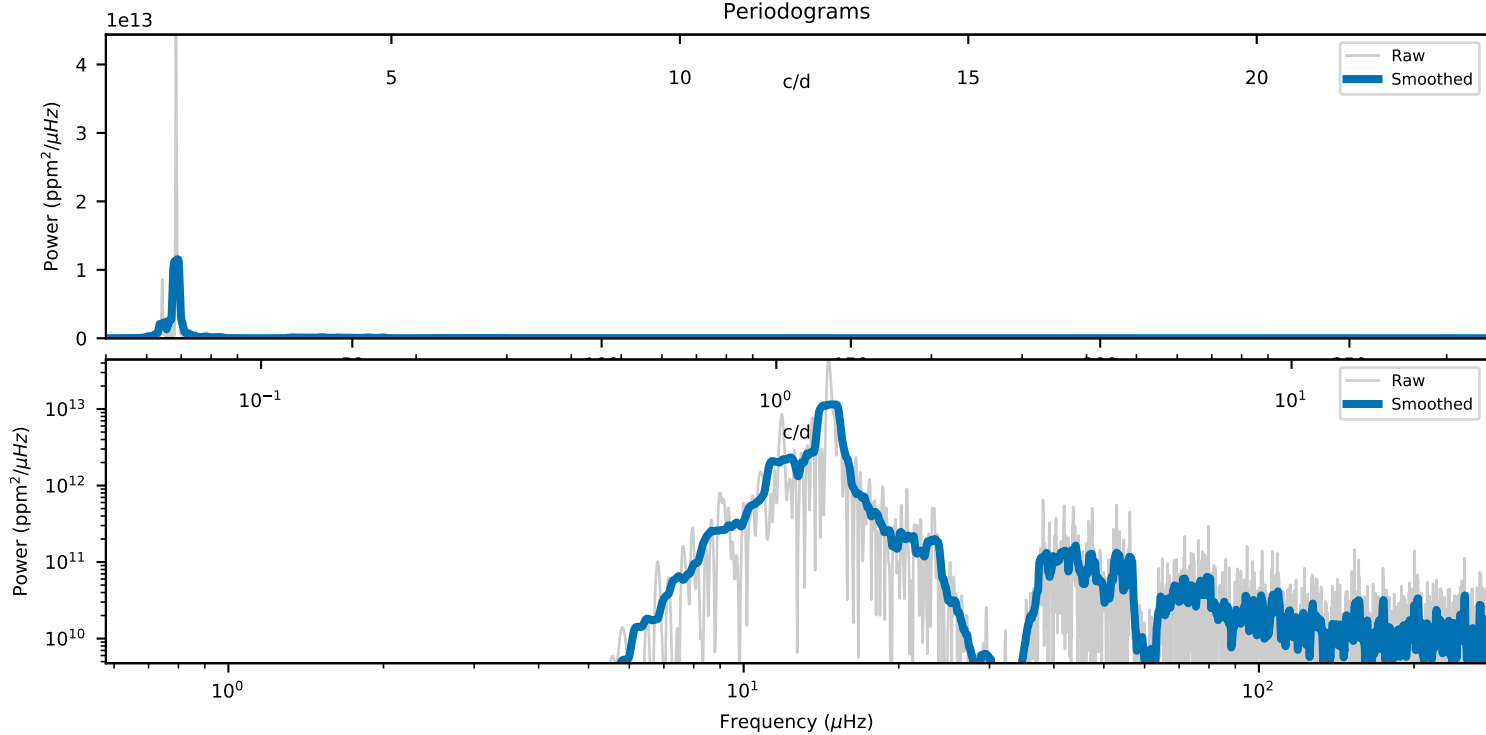 Periodograms
1e13
5 10 15 20
c/d
Raw
Smoothed
4
3
2
1
0
Power (ppm²/μHz)
10⁻¹ 10⁰ 10¹
c/d
Raw
Smoothed
10¹³
10¹²
10¹¹
10¹⁰
Power (ppm²/μHz)
10⁰ 10¹ 10²
Frequency (μHz)